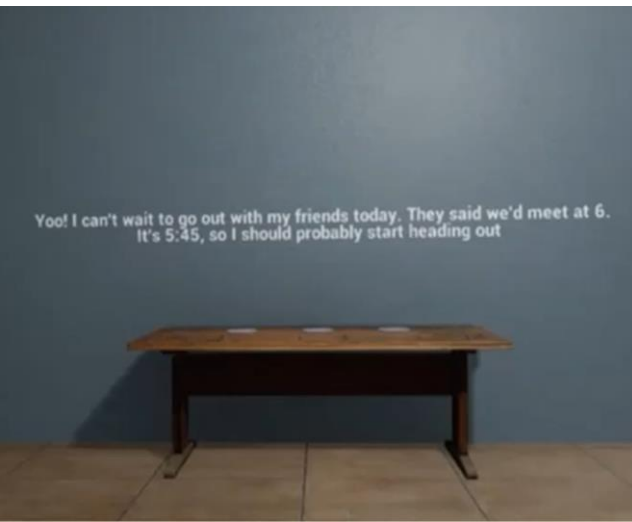 Yoo! I can't wait to go out with my friends today. They said we'd meet at 6.
It's 5:45, so I should probably start heading out